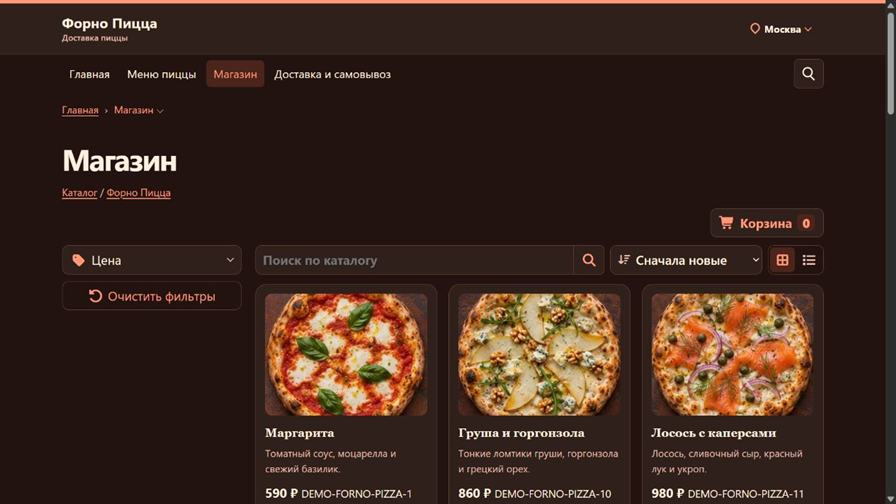 Форно Пицца
Доставка пиццы
Москва
Главная Меню пиццы Магазин Доставка и самовывоз
Главная › Магазин
Магазин
Каталог / Форно Пицца
Корзина 0
Цена
Поиск по каталогу
Сначала новые
Очистить фильтры
Маргарита
Томатный соус, моцарелла и
свежий базилик.
590 ₽ DEMO-FORNO-PIZZA-1
Груша и горгонзола
Тонкие ломтики груши, горгонзола
и грецкий орех.
860 ₽ DEMO-FORNO-PIZZA-10
Лосось с каперсами
Лосось, сливочный сыр, красный
лук и укроп.
980 ₽ DEMO-FORNO-PIZZA-11